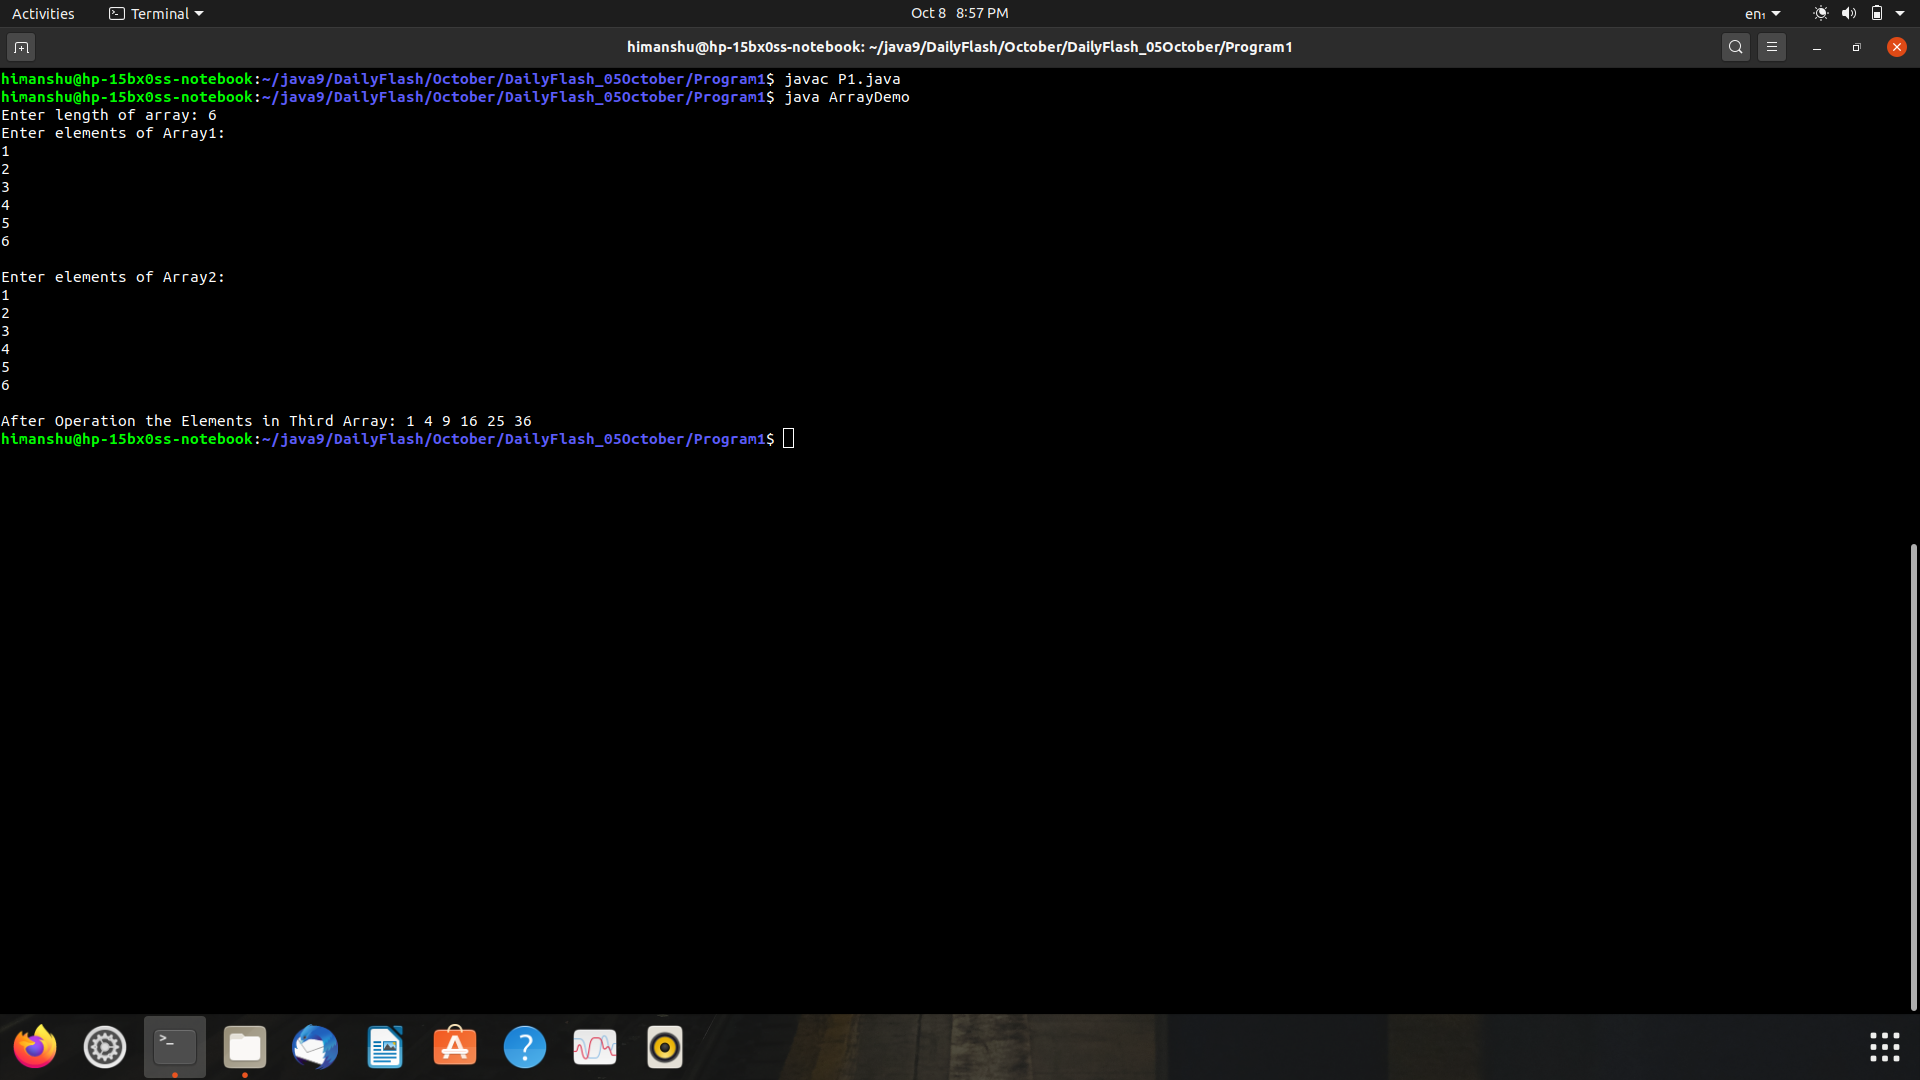 Activities Terminal Oct 8 8:57 PM en₁
himanshu@hp-15bx0ss-notebook: ~/java9/DailyFlash/October/DailyFlash_05October/Program1
himanshu@hp-15bx0ss-notebook:~/java9/DailyFlash/October/DailyFlash_05October/Program1$ javac P1.java
himanshu@hp-15bx0ss-notebook:~/java9/DailyFlash/October/DailyFlash_05October/Program1$ java ArrayDemo
Enter length of array: 6
Enter elements of Array1:
1
2
3
4
5
6
Enter elements of Array2:
1
2
3
4
5
6
After Operation the Elements in Third Array: 1 4 9 16 25 36
himanshu@hp-15bx0ss-notebook:~/java9/DailyFlash/October/DailyFlash_05October/Program1$